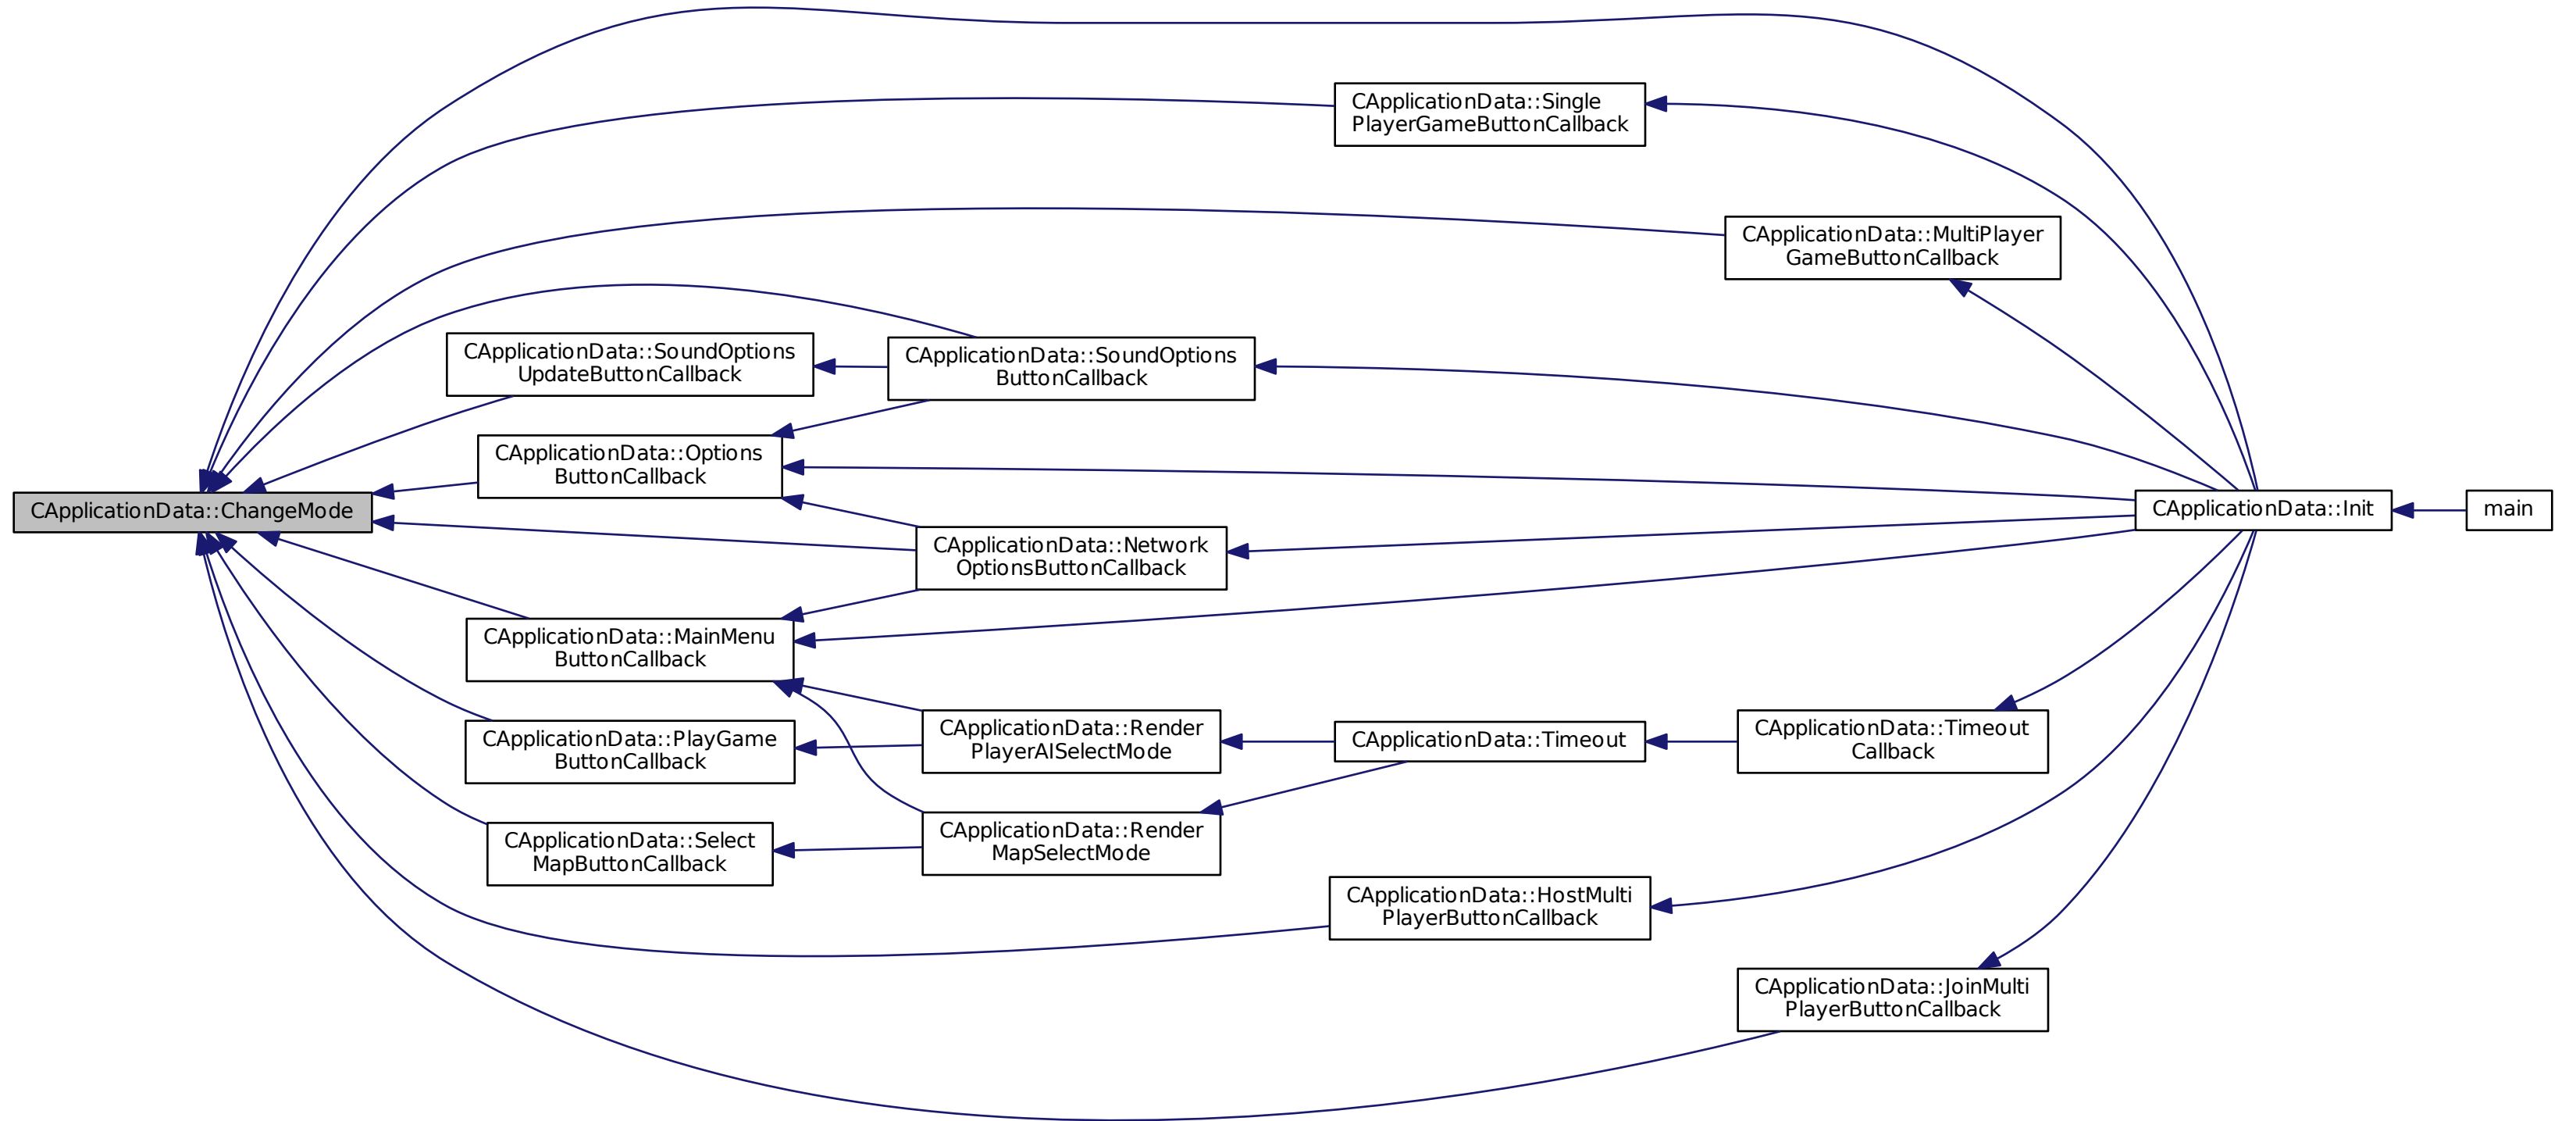 CApplicationData::Single
PlayerGameButtonCallback
CApplicationData::MultiPlayer
GameButtonCallback
CApplicationData::SoundOptions
UpdateButtonCallback
CApplicationData::SoundOptions
ButtonCallback
CApplicationData::Options
ButtonCallback
CApplicationData::ChangeMode
CApplicationData::Init
main
CApplicationData::Network
OptionsButtonCallback
CApplicationData::MainMenu
ButtonCallback
CApplicationData::PlayGame
ButtonCallback
CApplicationData::Render
PlayerAISelectMode
CApplicationData::Timeout
CApplicationData::Timeout
Callback
CApplicationData::Select
MapButtonCallback
CApplicationData::Render
MapSelectMode
CApplicationData::HostMulti
PlayerButtonCallback
CApplicationData::JoinMulti
PlayerButtonCallback